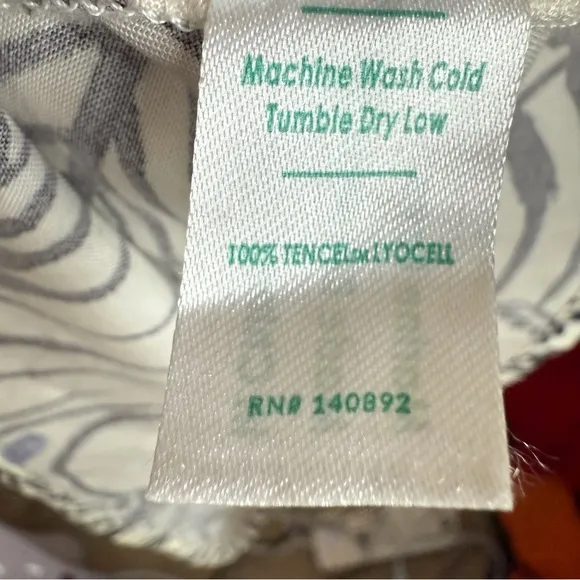 Machine Wash Cold
Tumble Dry Low
100% TENCEL™ LYOCELL
RN# 140892